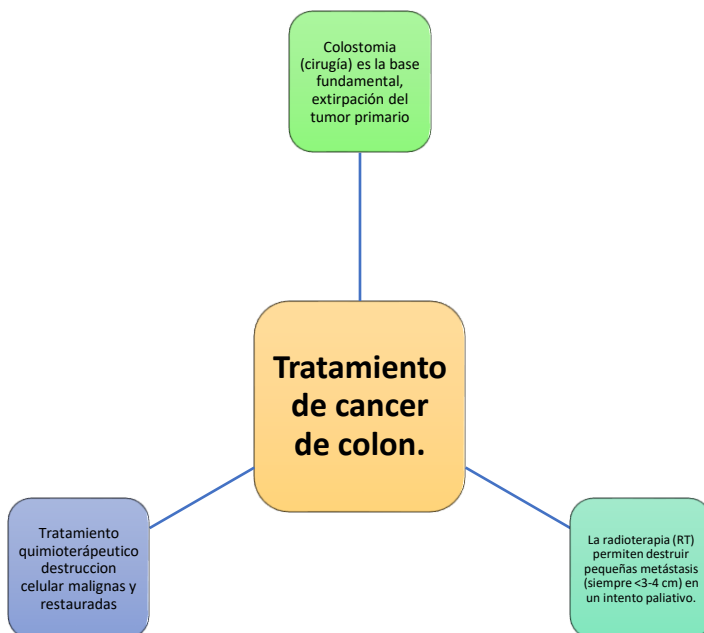 Colostomia
(cirugía) es la base
fundamental,
extirpación del
tumor primario
Tratamiento
de cancer
de colon.
Tratamiento
quimioterápeutico
destruccion
celular malignas y
restauradas
La radioterapia (RT)
permiten destruir
pequeñas metástasis
(siempre <3-4 cm) en
un intento paliativo.